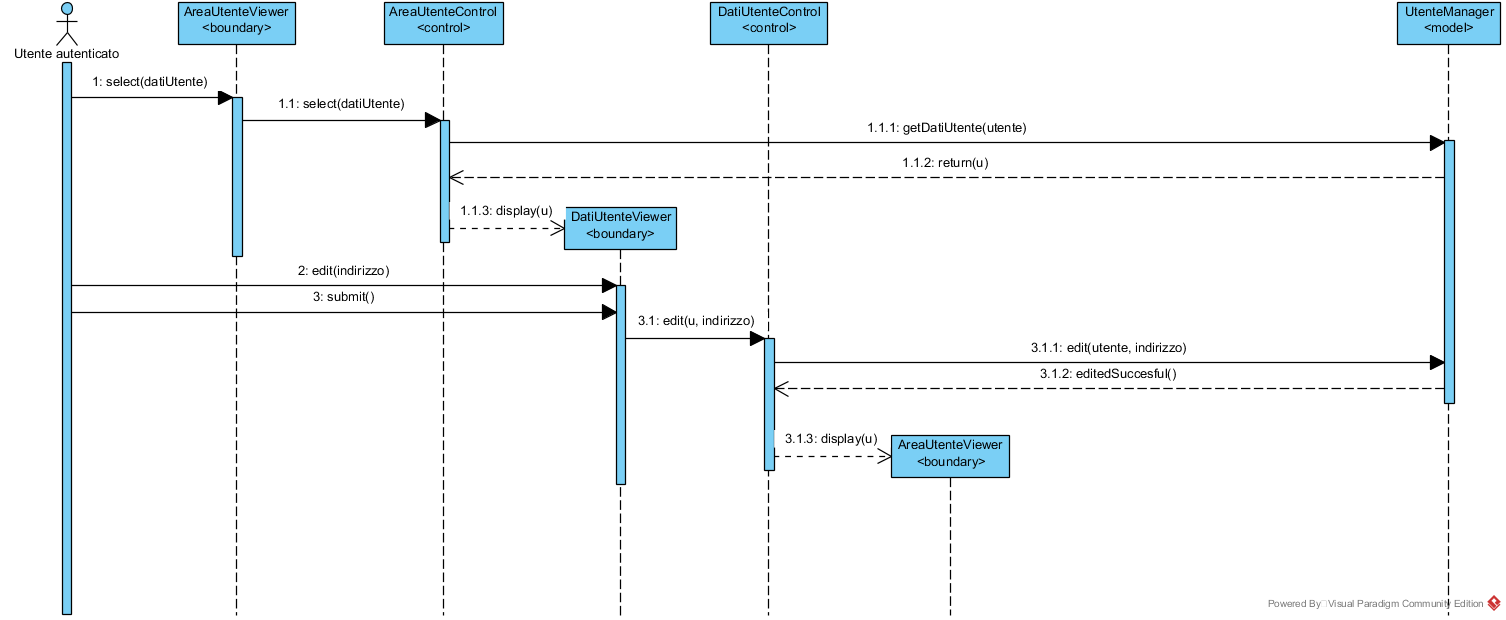 AreaUtenteViewer
<boundary>
AreaUtenteControl
<control>
DatiUtenteControl
<control>
UtenteManager
<model>
Utente autenticato
1: select(datiUtente)
1.1: select(datiUtente)
1.1.1: getDatiUtente(utente)
1.1.2: return(u)
1.1.3: display(u)
DatiUtenteViewer
<boundary>
2: edit(indirizzo)
3: submit()
3.1: edit(u, indirizzo)
3.1.1: edit(utente, indirizzo)
3.1.2: editedSuccesful()
3.1.3: display(u)
AreaUtenteViewer
<boundary>
Powered By Visual Paradigm Community Edition